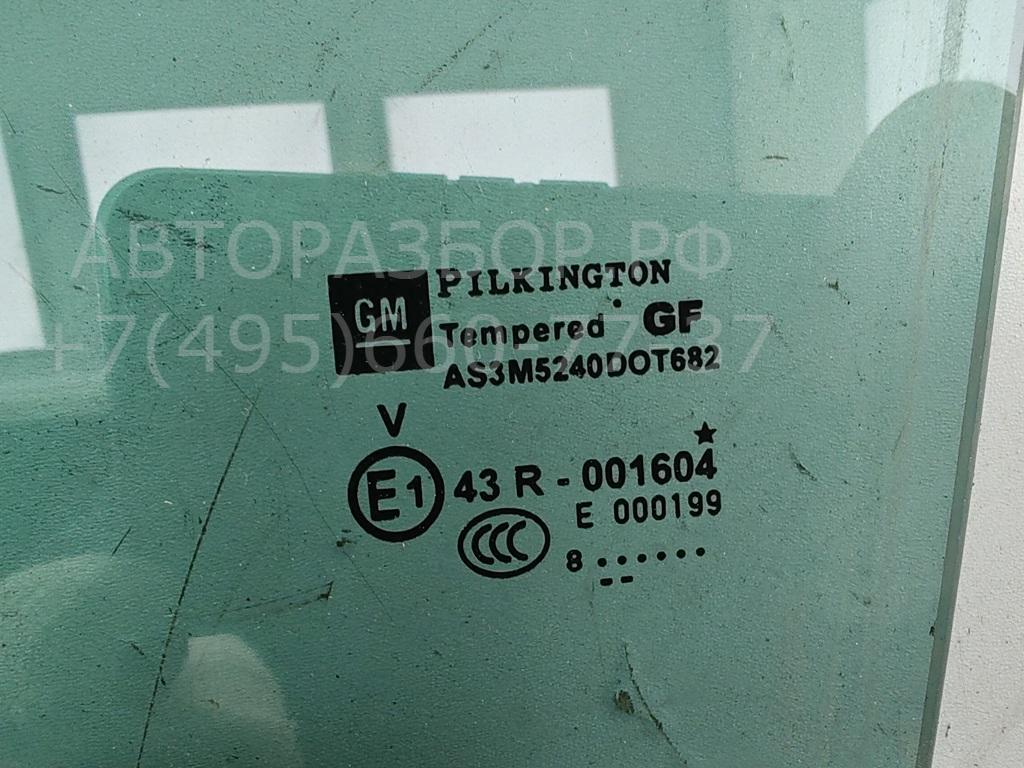 АВТОРАЗБОР.РФ
GM
PILKINGTON
Tempered GF
+7(495)660-77-37
AS3M5240DOT682
V
E1 43 R - 001604
E 000199
CCC
8 . . . . . .